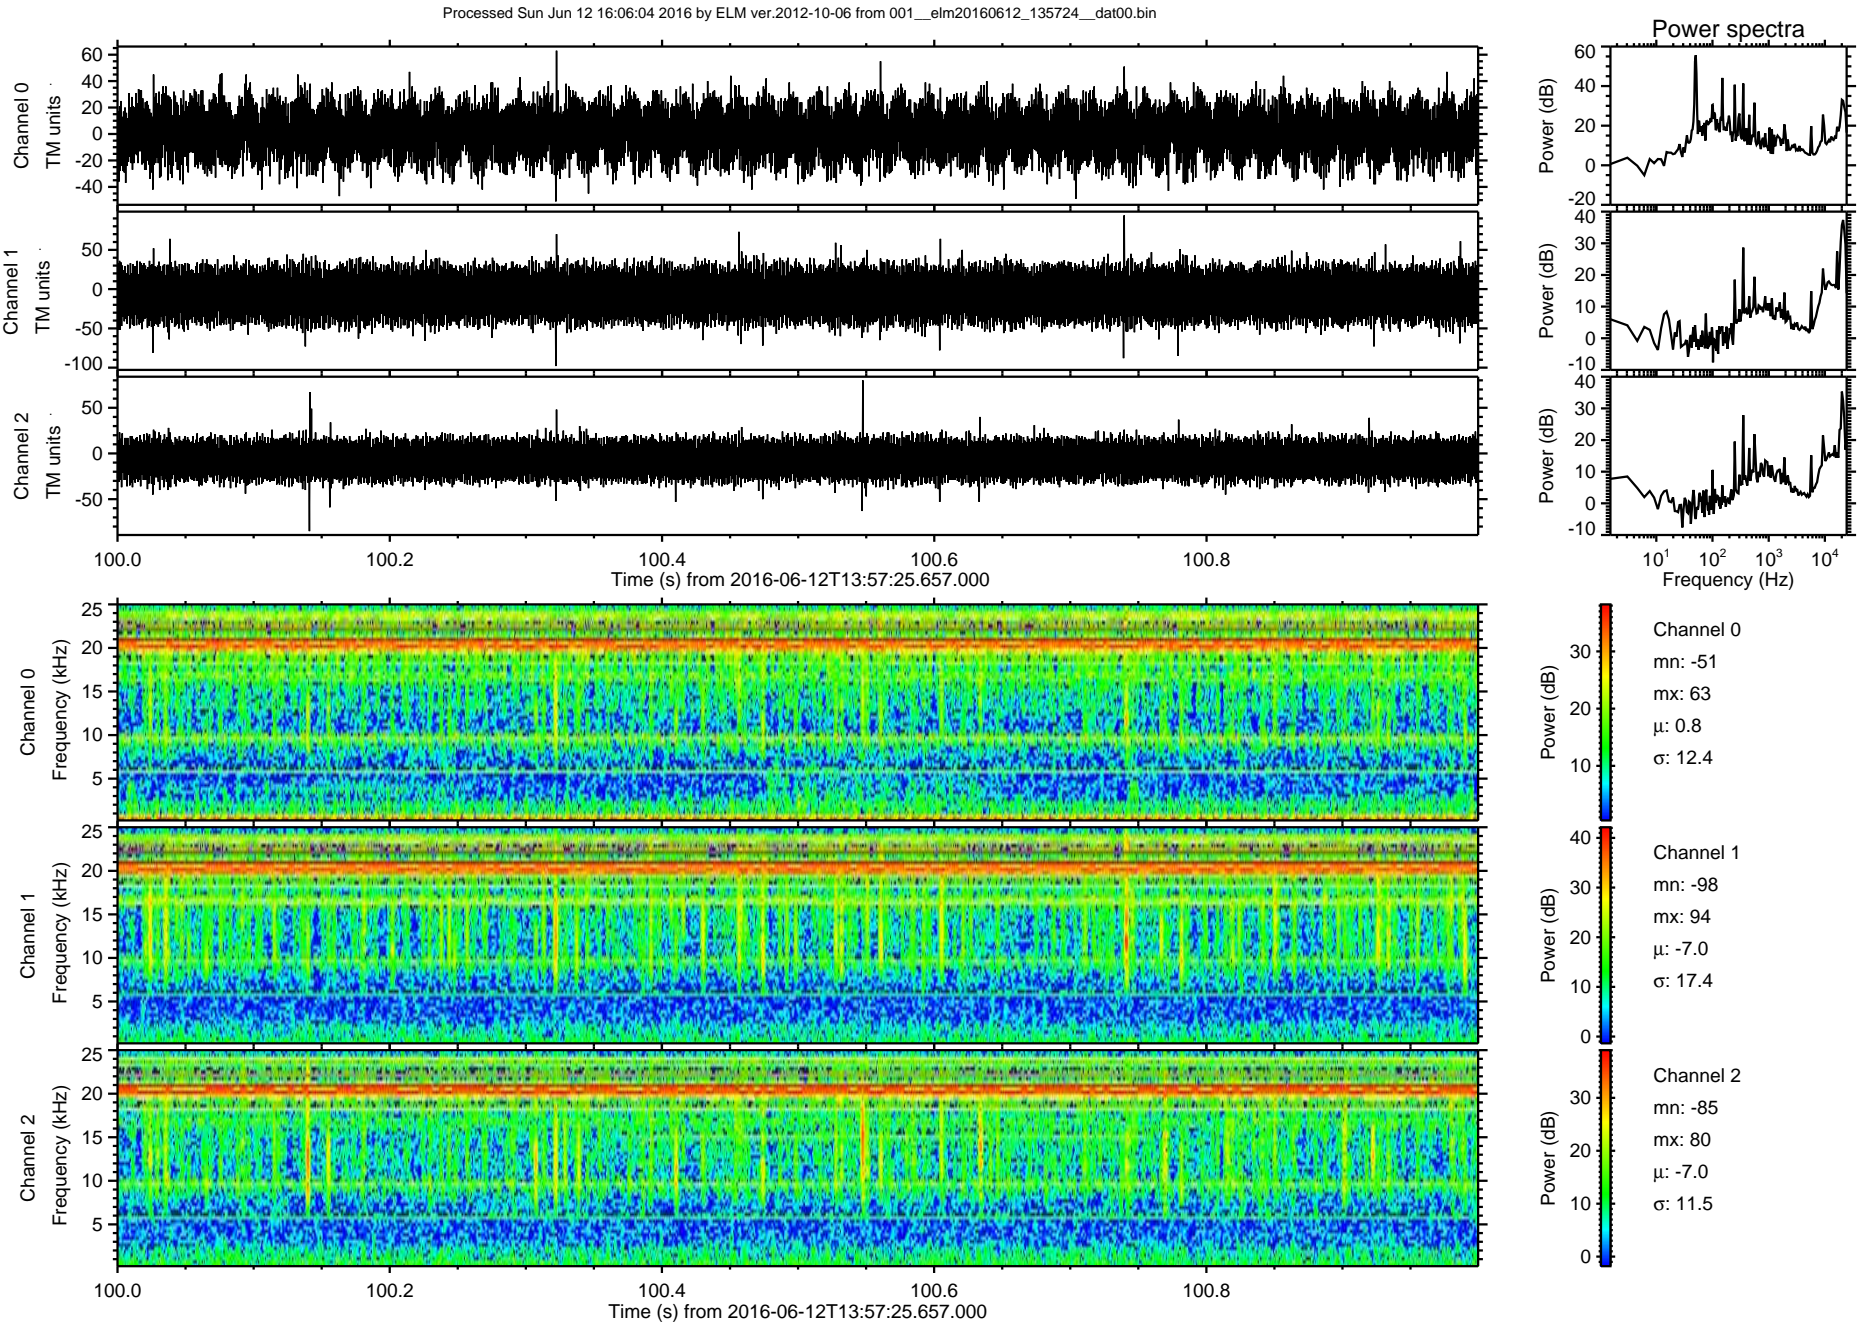 Processed Sun Jun 12 16:06:04 2016 by ELM ver.2012-10-06 from 001__elm20160612_135724__dat00.bin
Power spectra
Channel 0
TM units
60
40
20
0
-20
-40
Power (dB)
60
40
20
0
-20
Channel 1
TM units
50
0
-50
-100
Power (dB)
40
30
20
10
0
-10
Channel 2
TM units
50
0
-50
Power (dB)
40
30
20
10
0
-10
100.0 100.2 100.4 100.6 100.8
Time (s) from 2016-06-12T13:57:25.657.000
10¹ 10² 10³ 10⁴
Frequency (Hz)
Channel 0
Frequency (kHz)
25
20
15
10
5
Power (dB)
30
20
10
Channel 0
mn: -51
mx: 63
μ: 0.8
σ: 12.4
Channel 1
Frequency (kHz)
25
20
15
10
5
Power (dB)
40
30
20
10
0
Channel 1
mn: -98
mx: 94
μ: -7.0
σ: 17.4
Channel 2
Frequency (kHz)
25
20
15
10
5
Power (dB)
30
20
10
0
Channel 2
mn: -85
mx: 80
μ: -7.0
σ: 11.5
100.0 100.2 100.4 100.6 100.8
Time (s) from 2016-06-12T13:57:25.657.000